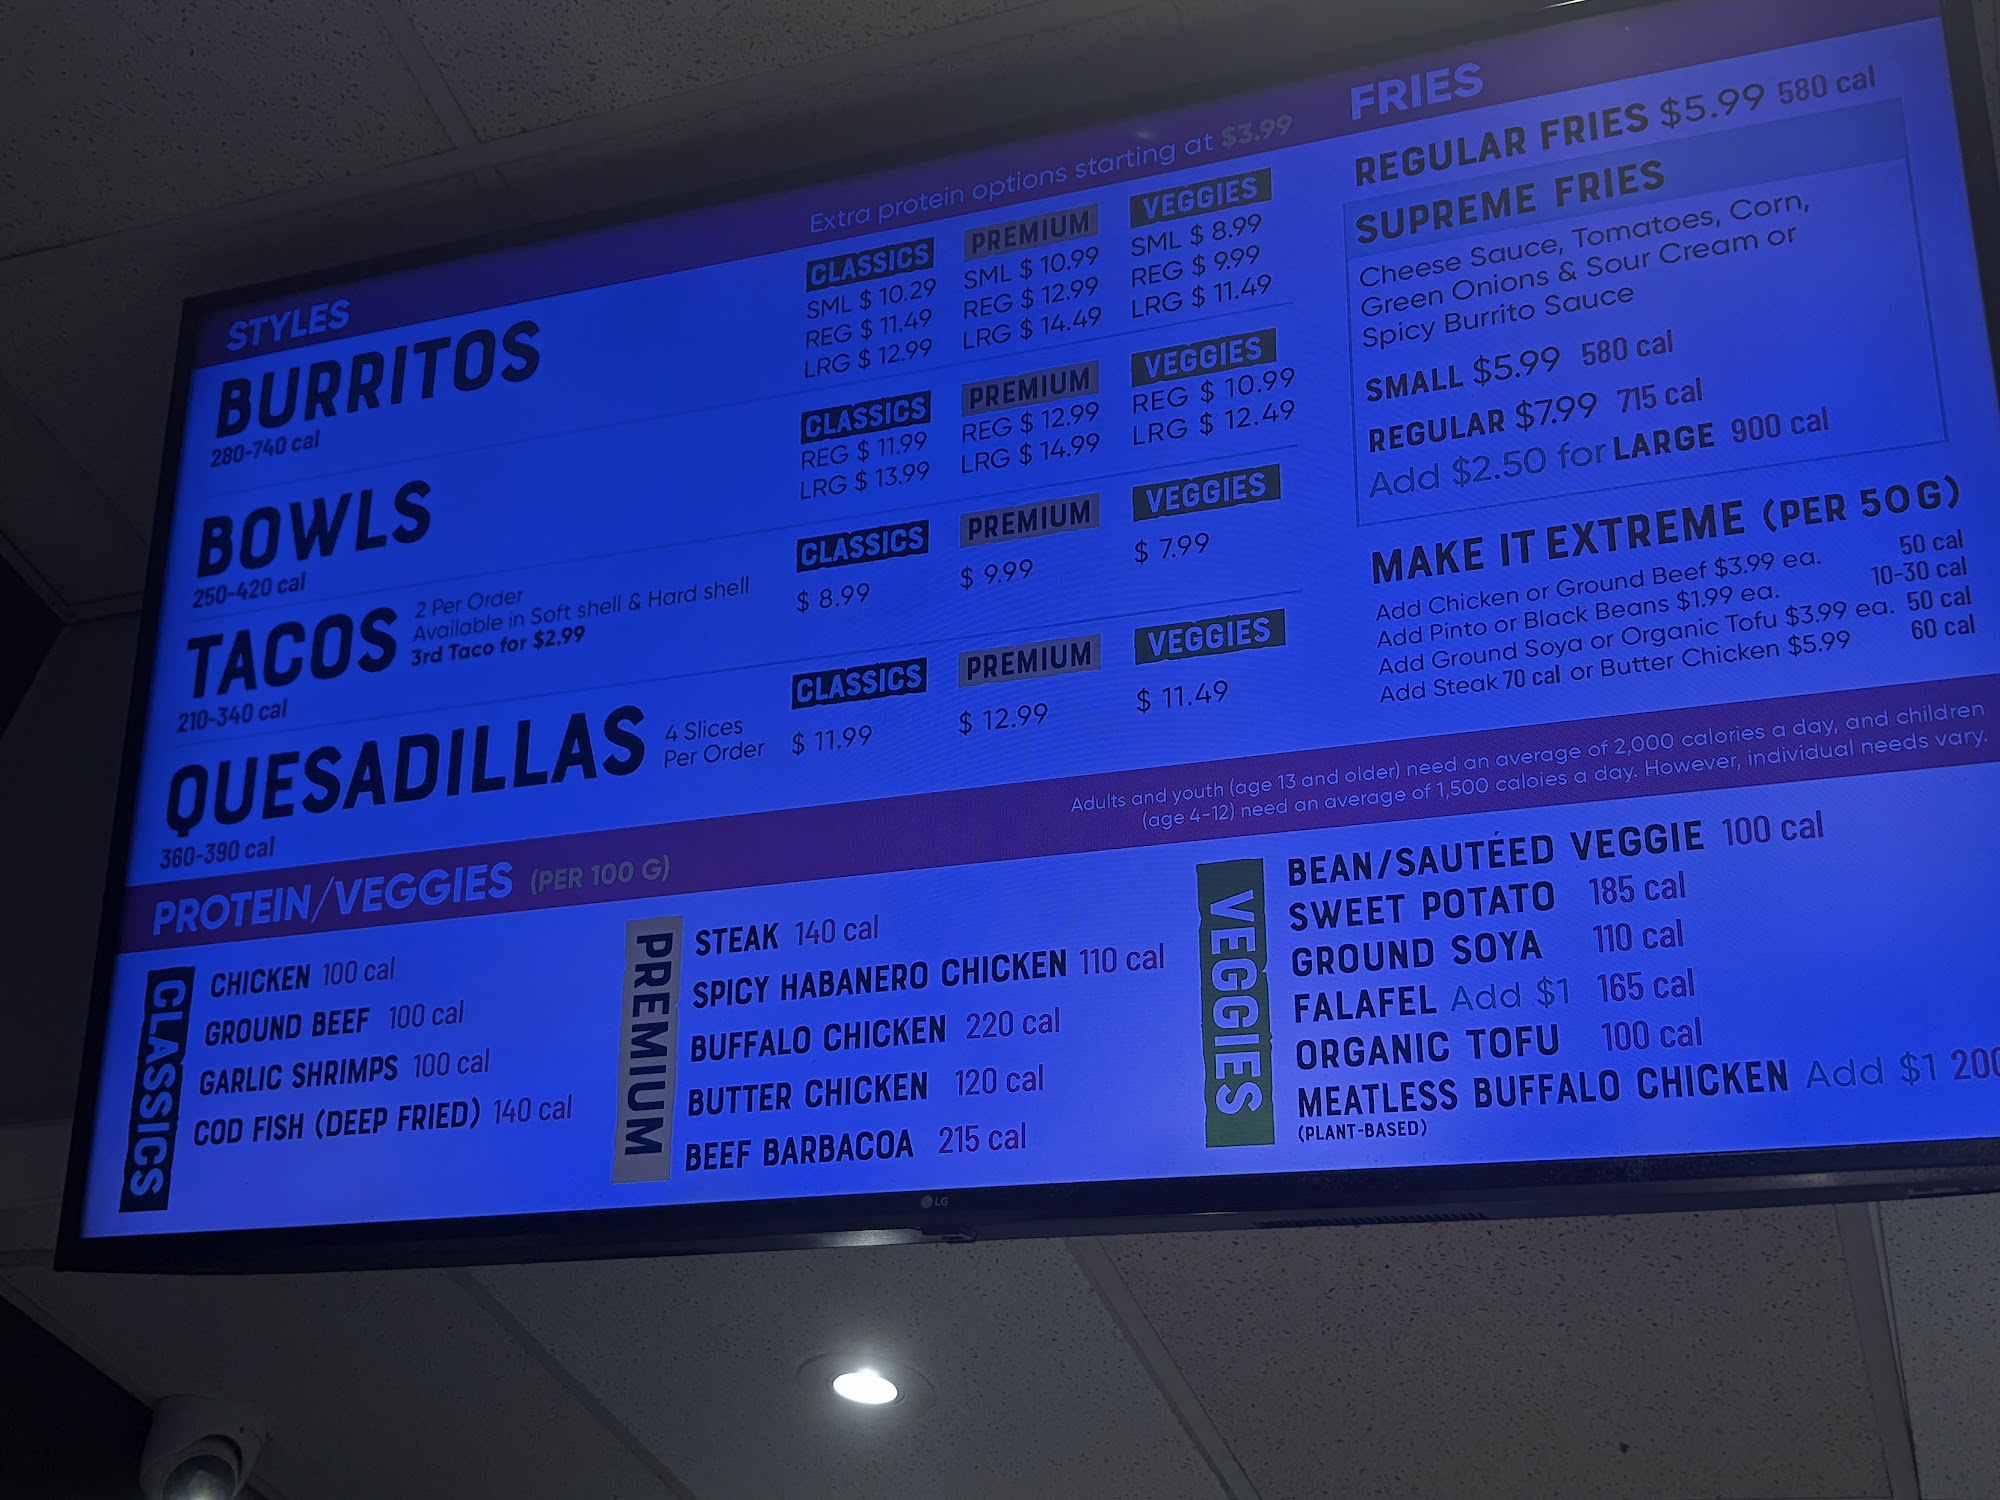 STYLES
Extra protein options starting at $3.99
BURRITOS
280-740 cal
CLASSICS
SML $ 10.29
REG $ 11.49
LRG $ 12.99
PREMIUM
SML $ 10.99
REG $ 12.99
LRG $ 14.49
VEGGIES
SML $ 8.99
REG $ 9.99
LRG $ 11.49
BOWLS
250-420 cal
CLASSICS
REG $ 11.99
LRG $ 13.99
PREMIUM
REG $ 12.99
LRG $ 14.99
VEGGIES
REG $ 10.99
LRG $ 12.49
TACOS
210-340 cal
2 Per Order
Available in Soft shell & Hard shell
3rd Taco for $2.99
CLASSICS
$ 8.99
PREMIUM
$ 9.99
VEGGIES
$ 7.99
QUESADILLAS
360-390 cal
4 Slices
Per Order
CLASSICS
$ 11.99
PREMIUM
$ 12.99
VEGGIES
$ 11.49
FRIES
REGULAR FRIES $5.99 580 cal
SUPREME FRIES
Cheese Sauce, Tomatoes, Corn,
Green Onions & Sour Cream or
Spicy Burrito Sauce
SMALL $5.99 580 cal
REGULAR $7.99 715 cal
Add $2.50 for LARGE 900 cal
MAKE IT EXTREME (PER 50G)
Add Chicken or Ground Beef $3.99 ea. 50 cal
Add Pinto or Black Beans $1.99 ea. 10-30 cal
Add Ground Soya or Organic Tofu $3.99 ea. 50 cal
Add Steak 70 cal or Butter Chicken $5.99 60 cal
Adults and youth (age 13 and older) need an average of 2,000 calories a day, and children
(age 4-12) need an average of 1,500 caloies a day. However, individual needs vary.
PROTEIN/VEGGIES (PER 100 G)
CLASSICS
CHICKEN 100 cal
GROUND BEEF 100 cal
GARLIC SHRIMPS 100 cal
COD FISH (DEEP FRIED) 140 cal
PREMIUM
STEAK 140 cal
SPICY HABANERO CHICKEN 110 cal
BUFFALO CHICKEN 220 cal
BUTTER CHICKEN 120 cal
BEEF BARBACOA 215 cal
VEGGIES
BEAN/SAUTÉED VEGGIE 100 cal
SWEET POTATO 185 cal
GROUND SOYA 110 cal
FALAFEL Add $1 165 cal
ORGANIC TOFU 100 cal
MEATLESS BUFFALO CHICKEN Add $1 200
(PLANT-BASED)
LG